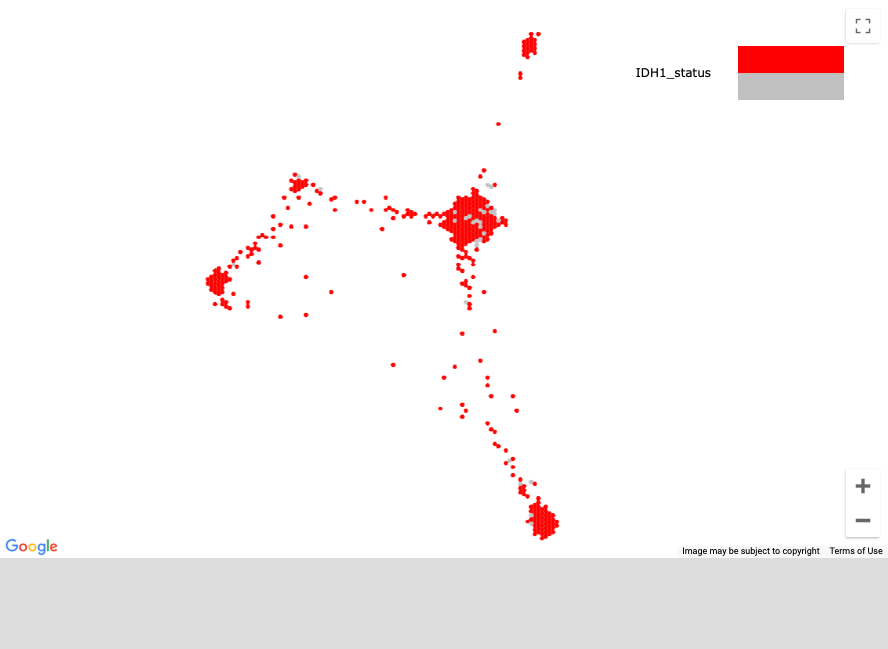 IDH1_status
Google
Image may be subject to copyright
Terms of Use